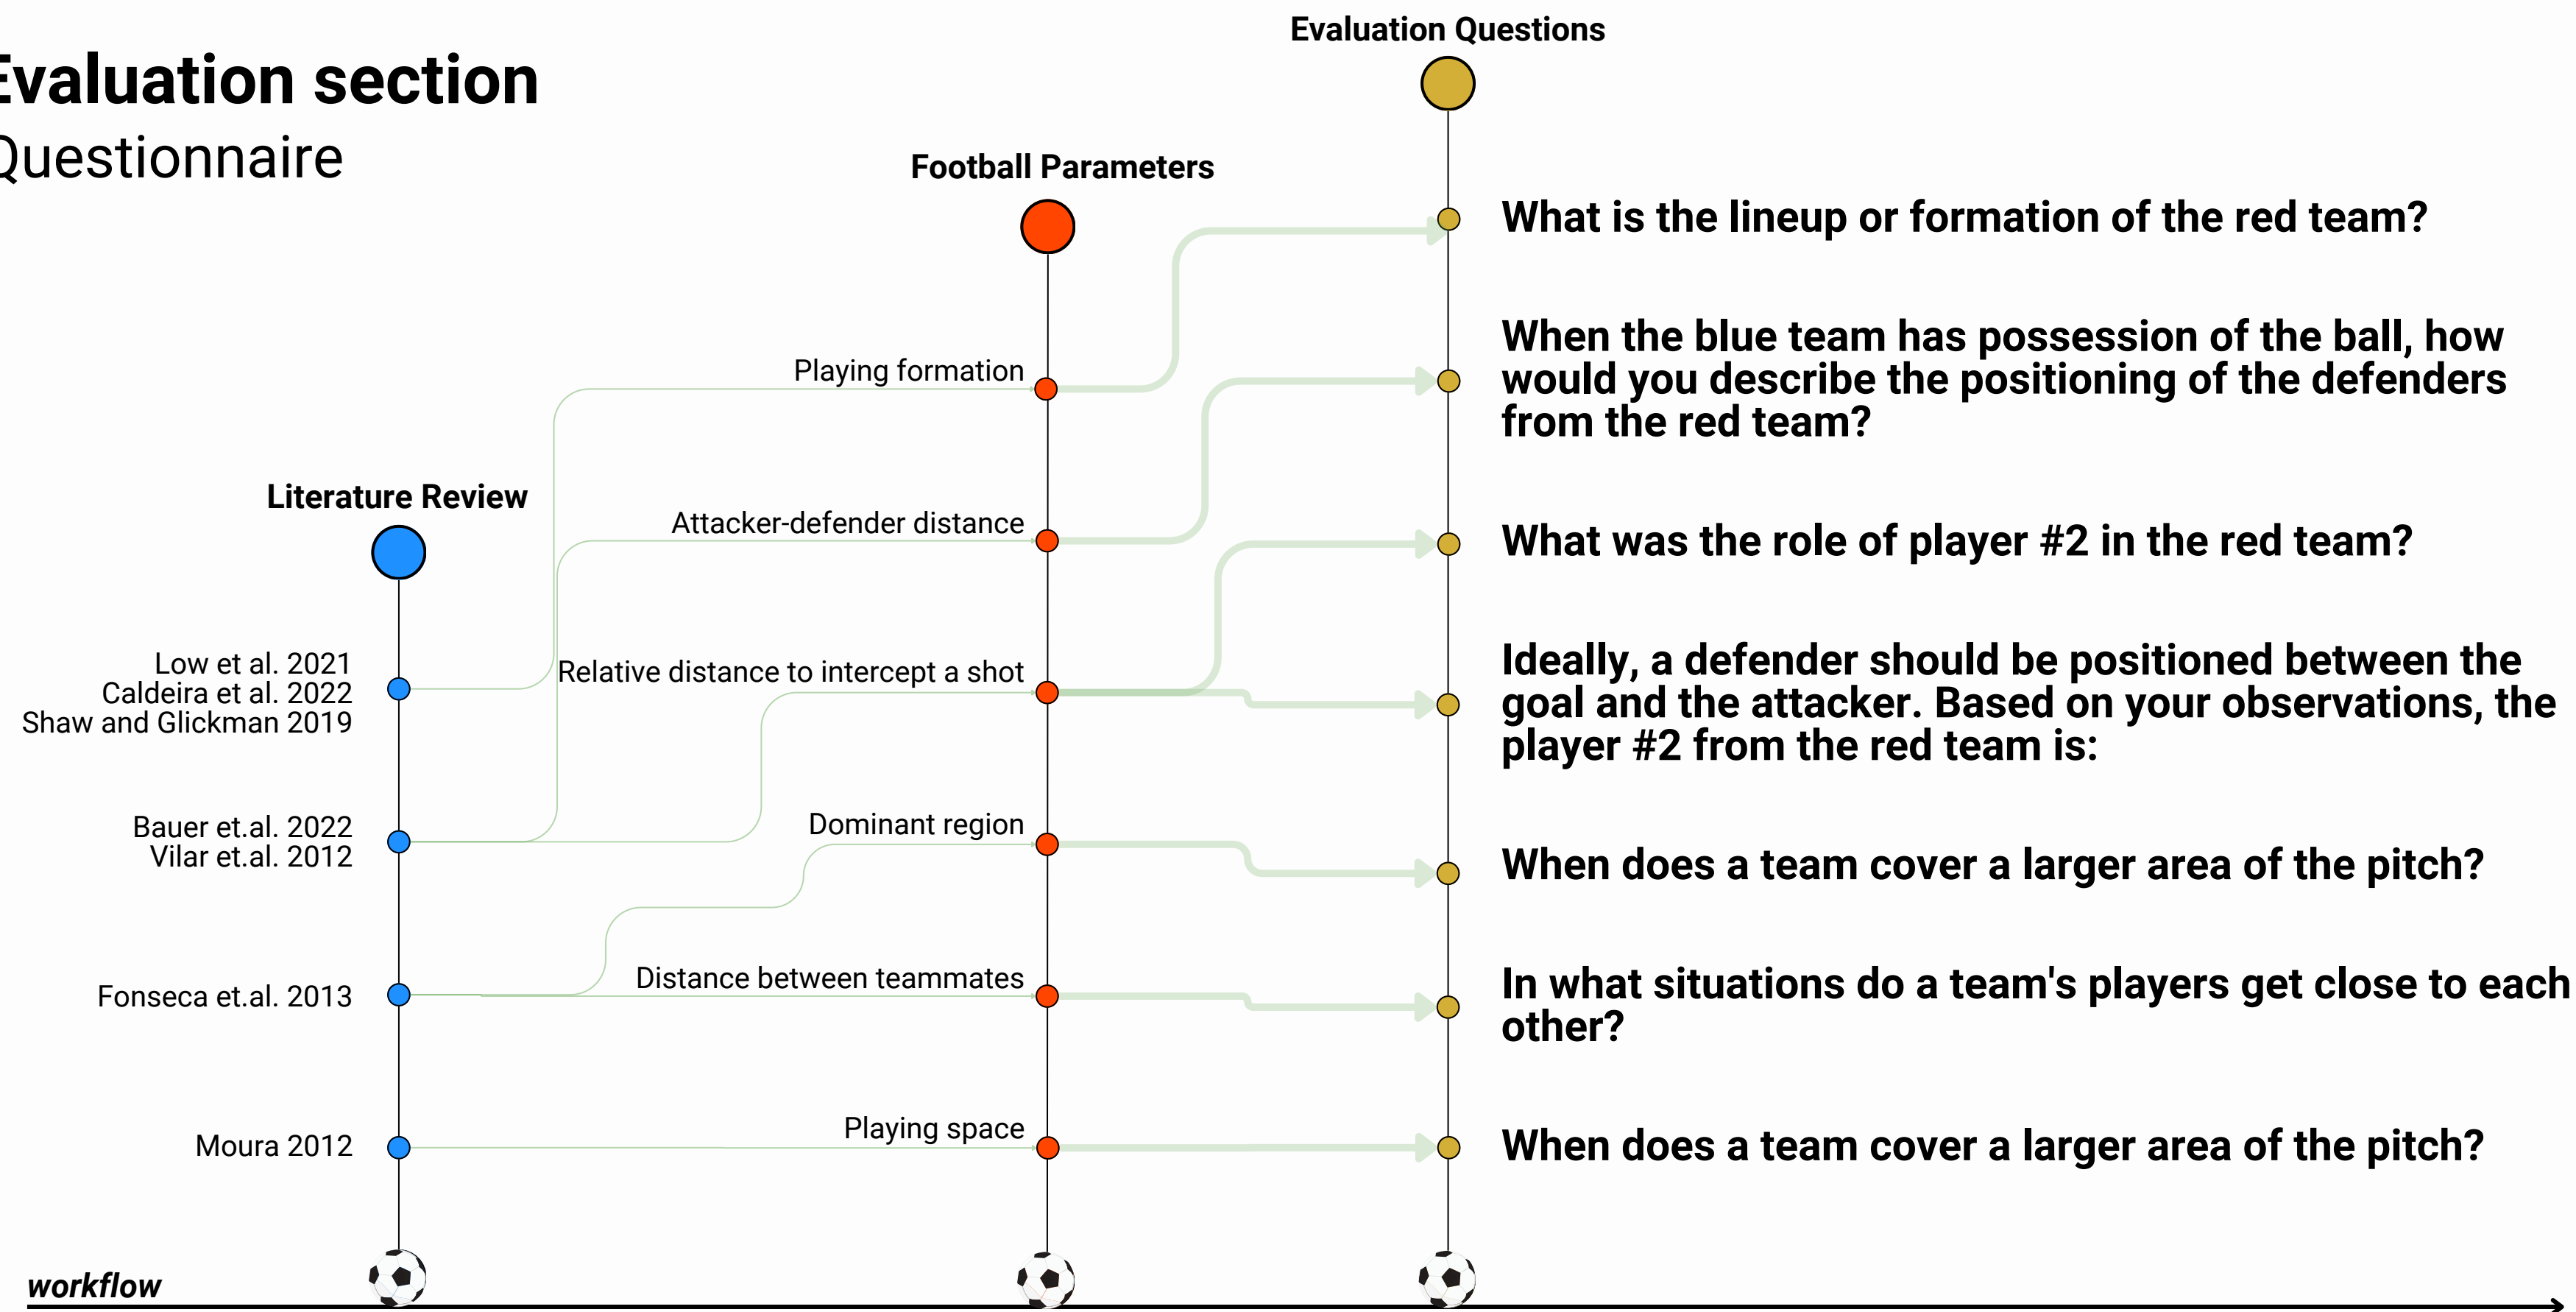 Evaluation section
Questionnaire
Evaluation Questions
Football Parameters
Literature Review
Low et al. 2021
Caldeira et al. 2022
Shaw and Glickman 2019
Bauer et.al. 2022
Vilar et.al. 2012
Fonseca et.al. 2013
Moura 2012
Playing formation
Attacker-defender distance
Relative distance to intercept a shot
Dominant region
Distance between teammates
Playing space
What is the lineup or formation of the red team?
When the blue team has possession of the ball, how
would you describe the positioning of the defenders
from the red team?
What was the role of player #2 in the red team?
Ideally, a defender should be positioned between the
goal and the attacker. Based on your observations, the
player #2 from the red team is:
When does a team cover a larger area of the pitch?
In what situations do a team's players get close to each
other?
When does a team cover a larger area of the pitch?
workflow